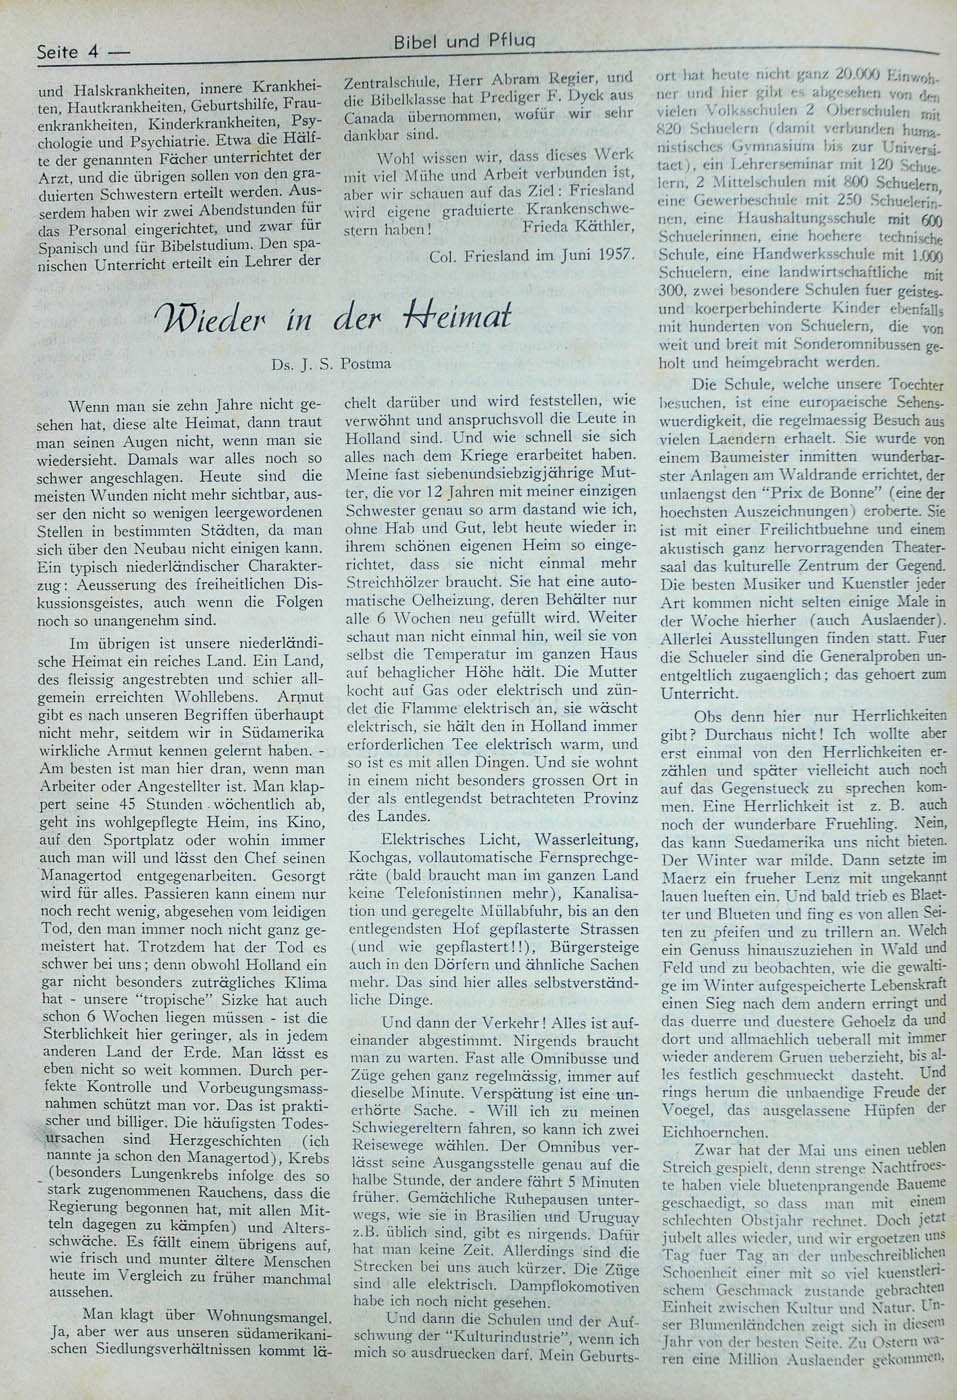 Seite 4 —
Bibel und Pflug
und Halskrankheiten, innere Krankhei-
ten, Hautkrankheiten, Geburtshilfe, Frau-
enkrankheiten, Kinderkrankheiten, Psy-
chologie und Psychiatrie. Etwa die Hälf-
te der genannten Fächer unterrichtet der
Arzt, und die übrigen sollen von den gra-
duierten Schwestern erteilt werden. Aus-
serdem haben wir zwei Abendstunden für
das Personal eingerichtet, und zwar für
Spanisch und für Bibelstudium. Den spa-
nischen Unterricht erteilt ein Lehrer der
Zentralschule, Herr Abram Regier, und
die Bibelklasse hat Prediger F. Dyck aus
Canada übernommen, wofür wir sehr
dankbar sind.
Wohl wissen wir, dass dieses Werk
mit viel Mühe und Arbeit verbunden ist,
aber wir schauen auf das Ziel: Friesland
wird eigene graduierte Krankenschwe-
stern haben! Frieda Käthler,
Col. Friesland im Juni 1957.
Wieder in der Heimat
Ds. J. S. Postma
Wenn man sie zehn Jahre nicht ge-
sehen hat, diese alte Heimat, dann traut
man seinen Augen nicht, wenn man sie
wiedersieht. Damals war alles noch so
schwer angeschlagen. Heute sind die
meisten Wunden nicht mehr sichtbar, aus-
ser den nicht so wenigen leergewordenen
Stellen in bestimmten Städten, da man
sich über den Neubau nicht einigen kann.
Ein typisch niederländischer Charakter-
zug: Aeusserung des freiheitlichen Dis-
kussionsgeistes, auch wenn die Folgen
noch so unangenehm sind.
Im übrigen ist unsere niederländi-
sche Heimat ein reiches Land. Ein Land,
des fleissig angestrebten und schier all-
gemein erreichten Wohllebens. Armut
gibt es nach unseren Begriffen überhaupt
nicht mehr, seitdem wir in Südamerika
wirkliche Armut kennen gelernt haben. -
Am besten ist man hier dran, wenn man
Arbeiter oder Angestellter ist. Man klap-
pert seine 45 Stunden wöchentlich ab,
geht ins wohlgepflegte Heim, ins Kino,
auf den Sportplatz oder wohin immer
auch man will und lässt den Chef seinen
Managertod entgegenarbeiten. Gesorgt
wird für alles. Passieren kann einem nur
noch recht wenig, abgesehen vom leidigen
Tod, den man immer noch nicht ganz ge-
meistert hat. Trotzdem hat der Tod es
schwer bei uns; denn obwohl Holland ein
gar nicht besonders zuträgliches Klima
hat - unsere "tropische" Sizke hat auch
schon 6 Wochen liegen müssen - ist die
Sterblichkeit hier geringer, als in jedem
anderen Land der Erde. Man lässt es
eben nicht so weit kommen. Durch per-
fekte Kontrolle und Vorbeugungsmass-
nahmen schützt man vor. Das ist prakti-
scher und billiger. Die häufigsten Todes-
ursachen sind Herzgeschichten (ich
nannte ja schon den Managertod), Krebs
(besonders Lungenkrebs infolge des so
stark zugenommenen Rauchens, dass die
Regierung begonnen hat, mit allen Mit-
teln dagegen zu kämpfen) und Alters-
schwäche. Es fällt einem übrigens auf,
wie frisch und munter ältere Menschen
heute im Vergleich zu früher manchmal
aussehen.
Man klagt über Wohnungsmangel.
Ja, aber wer aus unseren südamerikani-
schen Siedlungsverhältnissen kommt lä-
chelt darüber und wird feststellen, wie
verwöhnt und anspruchsvoll die Leute in
Holland sind. Und wie schnell sie sich
alles nach dem Kriege erarbeitet haben.
Meine fast siebenundsiebzigjährige Mut-
ter, die vor 12 Jahren mit meiner einzigen
Schwester genau so arm dastand wie ich,
ohne Hab und Gut, lebt heute wieder in
ihrem schönen eigenen Heim so einge-
richtet, dass sie nicht einmal mehr
Streichhölzer braucht. Sie hat eine auto-
matische Oelheizung, deren Behälter nur
alle 6 Wochen neu gefüllt wird. Weiter
schaut man nicht einmal hin, weil sie von
selbst die Temperatur im ganzen Haus
auf behaglicher Höhe hält. Die Mutter
kocht auf Gas oder elektrisch und zün-
det die Flamme elektrisch an, sie wäscht
elektrisch, sie hält den in Holland immer
erforderlichen Tee elektrisch warm, und
so ist es mit allen Dingen. Und sie wohnt
in einem nicht besonders grossen Ort in
der als entlegendst betrachteten Provinz
des Landes.
Elektrisches Licht, Wasserleitung,
Kochgas, vollautomatische Fernsprechge-
räte (bald braucht man im ganzen Land
keine Telefonistinnen mehr), Kanalisa-
tion und geregelte Müllabfuhr, bis an den
entlegendsten Hof gepflasterte Strassen
(und wie gepflastert!!), Bürgersteige
auch in den Dörfern und ähnliche Sachen
mehr. Das sind hier alles selbstverständ-
liche Dinge.
Und dann der Verkehr! Alles ist auf-
einander abgestimmt. Nirgends braucht
man zu warten. Fast alle Omnibusse und
Züge gehen ganz regelmässig, immer auf
dieselbe Minute. Verspätung ist eine un-
erhörte Sache. - Will ich zu meinen
Schwiegereltern fahren, so kann ich zwei
Reisewege wählen. Der Omnibus ver-
lässt seine Ausgangsstelle genau auf die
halbe Stunde, der andere fährt 5 Minuten
früher. Gemächliche Ruhepausen unter-
wegs, wie sie in Brasilien und Uruguay
z.B. üblich sind, gibt es nirgends. Dafür
hat man keine Zeit. Allerdings sind die
Strecken bei uns auch kürzer. Die Züge
sind alle elektrisch. Dampflokomotiven
habe ich noch nicht gesehen.
Und dann die Schulen und der Auf-
schwung der "Kulturindustrie", wenn ich
mich so ausdruecken darf. Mein Geburts-
ort hat heute nicht ganz 20.000 Einwoh-
ner und hier gibt es abgesehen von den
vielen Volksschulen 2 Oberschulen mit
820 Schuelern (damit verbunden huma-
nistisches Gymnasium bis zur Universi-
taet), ein Lehrerseminar mit 120 Schue-
lern, 2 Mittelschulen mit 800 Schuelern,
eine Gewerbeschule mit 250 Schuelerin-
nen, eine Haushaltungsschule mit 600
Schuelerinnen, eine hoehere technische
Schule, eine Handwerksschule mit 1.000
Schuelern, eine landwirtschaftliche mit
300, zwei besondere Schulen fuer geistes-
und koerperbehinderte Kinder ebenfalls
mit hunderten von Schuelern, die von
weit und breit mit Sonderomnibussen ge-
holt und heimgebracht werden.
Die Schule, welche unsere Toechter
besuchen, ist eine europaeische Sehens-
wuerdigkeit, die regelmaessig Besuch aus
vielen Laendern erhaelt. Sie wurde von
einem Baumeister inmitten wunderbar-
ster Anlagen am Waldrande errichtet, der
unlaengst den "Prix de Bonne" (eine der
hoechsten Auszeichnungen) eroberte. Sie
ist mit einer Freilichtbuehne und einem
akustisch ganz hervorragenden Theater-
saal das kulturelle Zentrum der Gegend.
Die besten Musiker und Kuenstler jeder
Art kommen nicht selten einige Male in
der Woche hierher (auch Auslaender).
Allerlei Ausstellungen finden statt. Fuer
die Schueler sind die Generalproben un-
entgeltlich zugaenglich; das gehoert zum
Unterricht.
Obs denn hier nur Herrlichkeiten
gibt? Durchaus nicht! Ich wollte aber
erst einmal von den Herrlichkeiten er-
zählen und später vielleicht auch noch
auf das Gegenstueck zu sprechen kom-
men. Eine Herrlichkeit ist z. B. auch
noch der wunderbare Fruehling. Nein,
das kann Suedamerika uns nicht bieten.
Der Winter war milde. Dann setzte im
Maerz ein frueher Lenz mit ungekannt
lauen lueften ein. Und bald trieb es Blaet-
ter und Blueten und fing es von allen Sei-
ten zu pfeifen und zu trillern an. Welch
ein Genuss hinauszuziehen in Wald und
Feld und zu beobachten, wie die gewalti-
ge im Winter aufgespeicherte Lebenskraft
einen Sieg nach dem andern erringt und
das duerre und duestere Gehoelz da und
dort und allmaehlich ueberall mit immer
wieder anderem Gruen ueberzieht, bis al-
les festlich geschmueckt dasteht. Und
rings herum die unbaendige Freude der
Voegel, das ausgelassene Hüpfen der
Eichhoernchen.
Zwar hat der Mai uns einen ueblen
Streich gespielt, denn strenge Nachtfroes-
te haben viele bluetenprangende Baueme
geschaedigt, so dass man mit einem
schlechten Obstjahr rechnet. Doch jetzt
jubelt alles wieder, und wir ergoetzen uns
Tag fuer Tag an der unbeschreiblichen
Schoenheit einer mit so viel kuenstleri-
schem Geschmack zustande gebrachten
Einheit zwischen Kultur und Natur. Un-
ser Blumenländchen zeigt sich in diesem
Jahr von der besten Seite. Zu Ostern wa-
ren eine Million Auslaender gekommen,